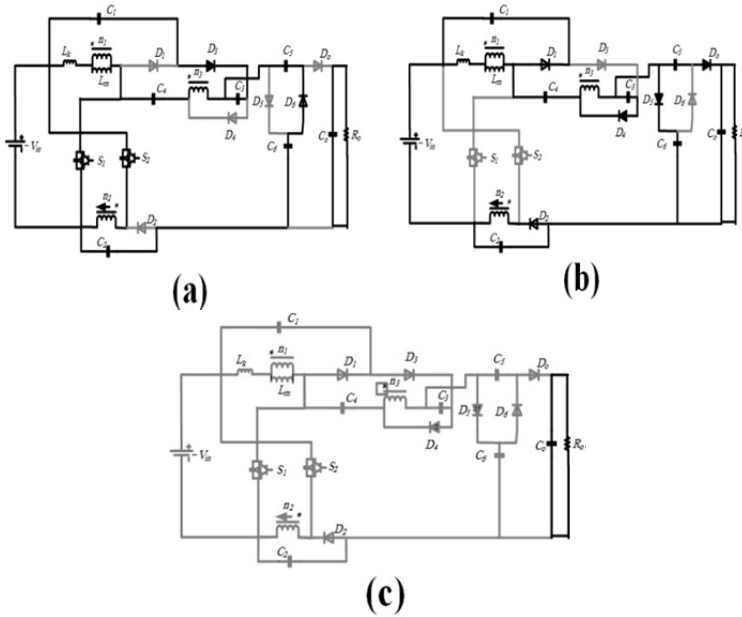 C1
Lk
n1
*
Lm
D1
D3
n3
*
C4
C3
D4
C5
Do
D5
D6
C6
Co
Ro
Vin
S1
S2
n2
*
D2
C2
(a)
C1
Lk
n1
*
Lm
D1
D3
n3
*
C4
C3
D4
C5
Do
D5
D6
C6
Co
Vin
S1
S2
n2
*
D2
C2
(b)
C1
Lk
n1
*
Lm
D1
D3
n3
C4
C3
D4
C5
Do
D5
D6
C6
Co
Ro
Vin
S1
S2
n2
*
D2
C2
(c)